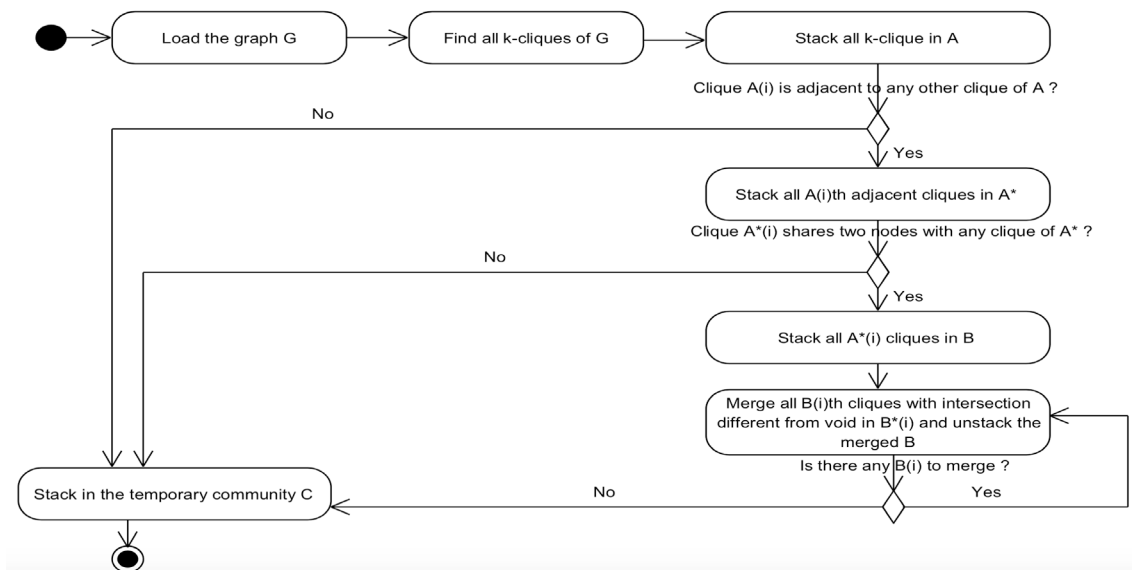 Load the graph G
Find all k-cliques of G
Stack all k-clique in A
Clique A(i) is adjacent to any other clique of A ?
No
Yes
Stack all A(i)th adjacent cliques in A*
Clique A*(i) shares two nodes with any clique of A* ?
No
Yes
Stack all A*(i) cliques in B
Merge all B(i)th cliques with intersection
different from void in B*(i) and unstack the
merged B
Is there any B(i) to merge ?
No
Yes
Stack in the temporary community C